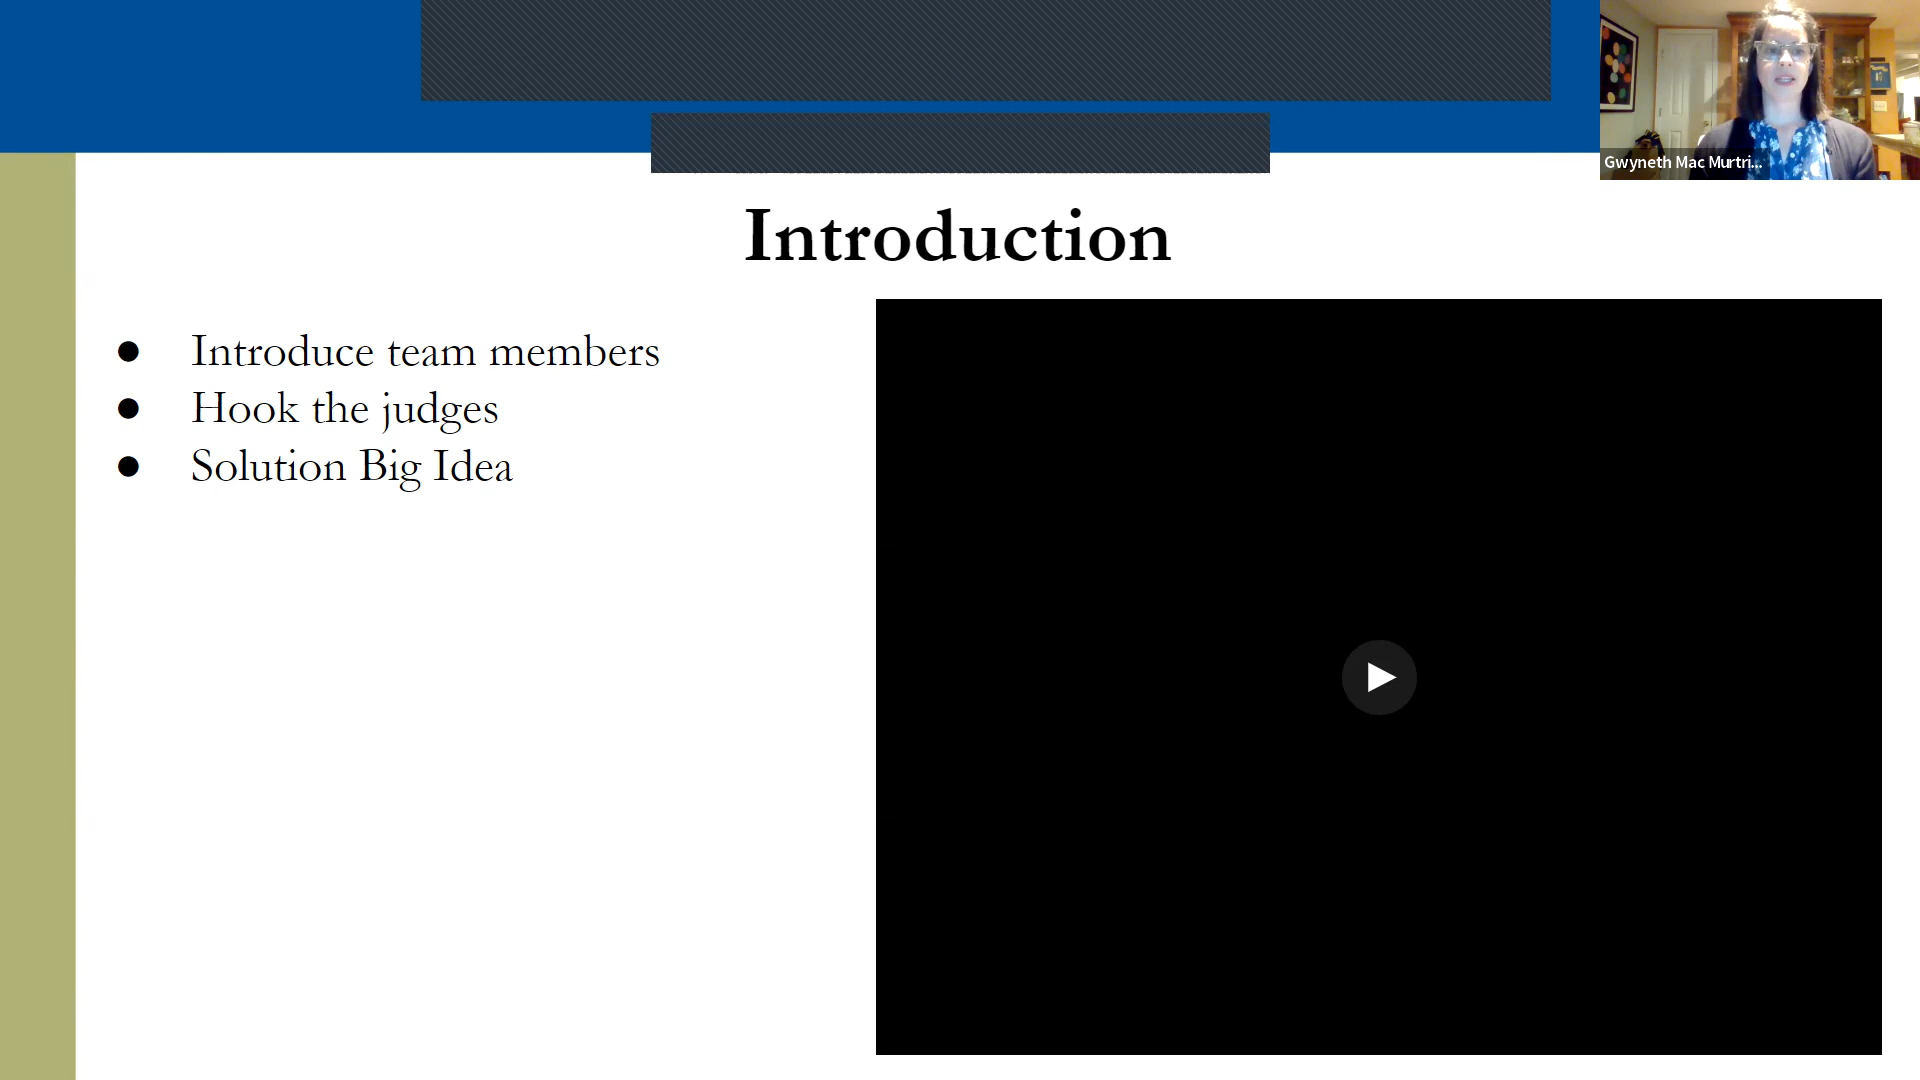 Gwyneth Mac Murtri...
Introduction
● Introduce team members
● Hook the judges
● Solution Big Idea